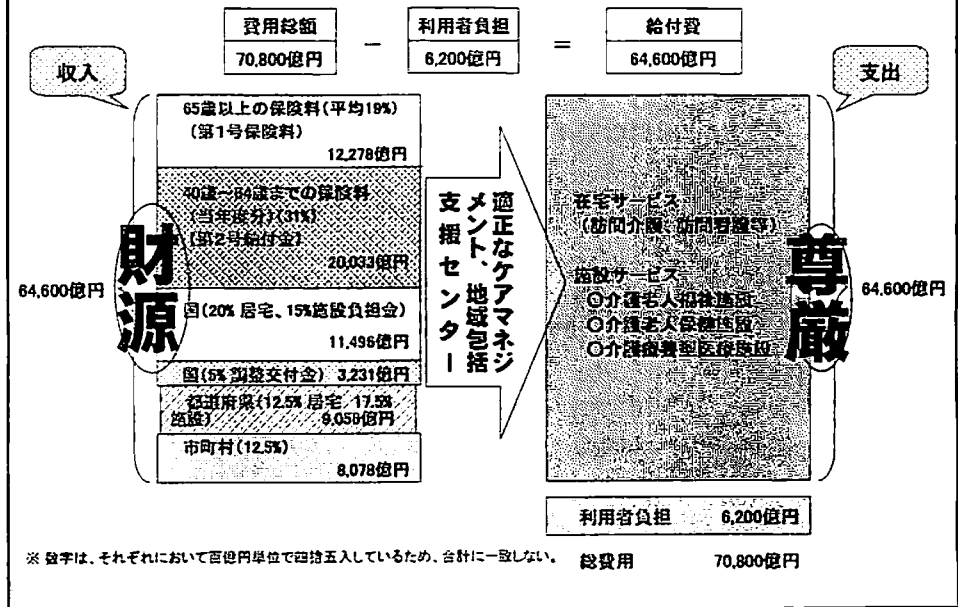 費用総額
70,800億円
－
利用者負担
6,200億円
＝
給付費
64,600億円
収入
支出
65歳以上の保険料(平均19%)
(第1号保険料)
12,278億円
40歳～64歳までの保険料
(当年度分)(31%)
(第2号納付金)
20,033億円
国(20% 居宅、15%施設負担金)
11,496億円
国(5% 調整交付金) 3,231億円
都道府県(12.5% 居宅 17.5%
施設) 9,056億円
市町村(12.5%)
8,078億円
64,600億円
財源
適正なケアマネジ
メント、地域包括
支援センター
在宅サービス
(訪問介護、訪問看護等)
施設サービス
○介護老人福祉施設
○介護老人保健施設
○介護療養型医療施設
尊厳
64,600億円
利用者負担 6,200億円
総費用 70,800億円
※ 数字は、それぞれにおいて百億円単位で四捨五入しているため、合計に一致しない。